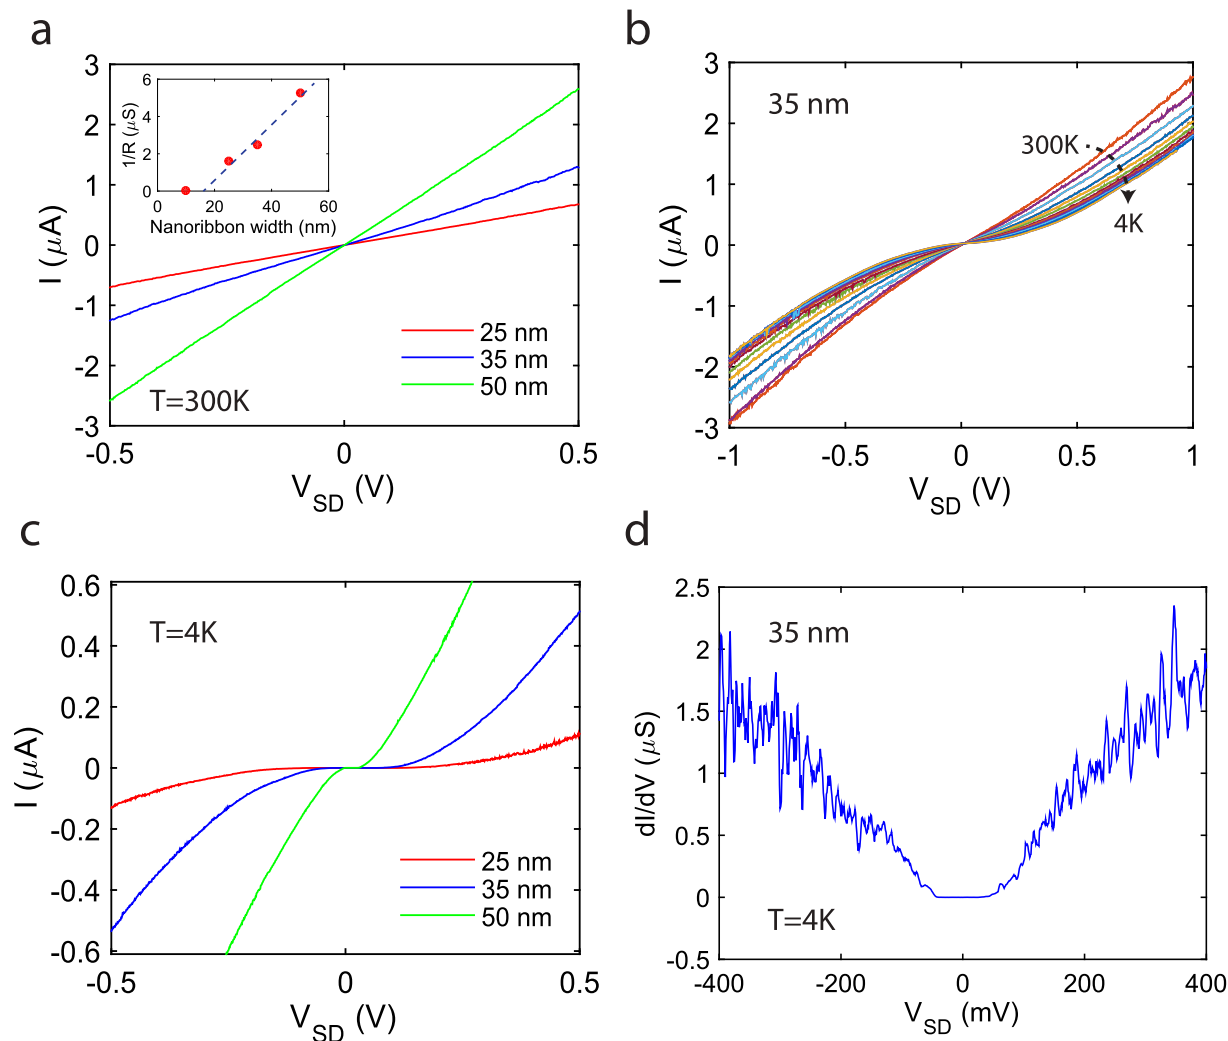 a
3
2
1
0
-1
-2
-3
I (μA)
-0.5
0
0.5
V_SD (V)
6
4
2
0
1/R (μS)
0
20
40
60
Nanoribbon width (nm)
25 nm
35 nm
50 nm
T=300K
b
3
2
1
0
-1
-2
-3
I (μA)
-1
-0.5
0
0.5
1
V_SD (V)
35 nm
300K
4K
c
0.6
0.4
0.2
0
-0.2
-0.4
-0.6
I (μA)
-0.5
0
0.5
V_SD (V)
T=4K
25 nm
35 nm
50 nm
d
2.5
2
1.5
1
0.5
0
-0.5
dI/dV (μS)
-400
-200
0
200
400
V_SD (mV)
35 nm
T=4K